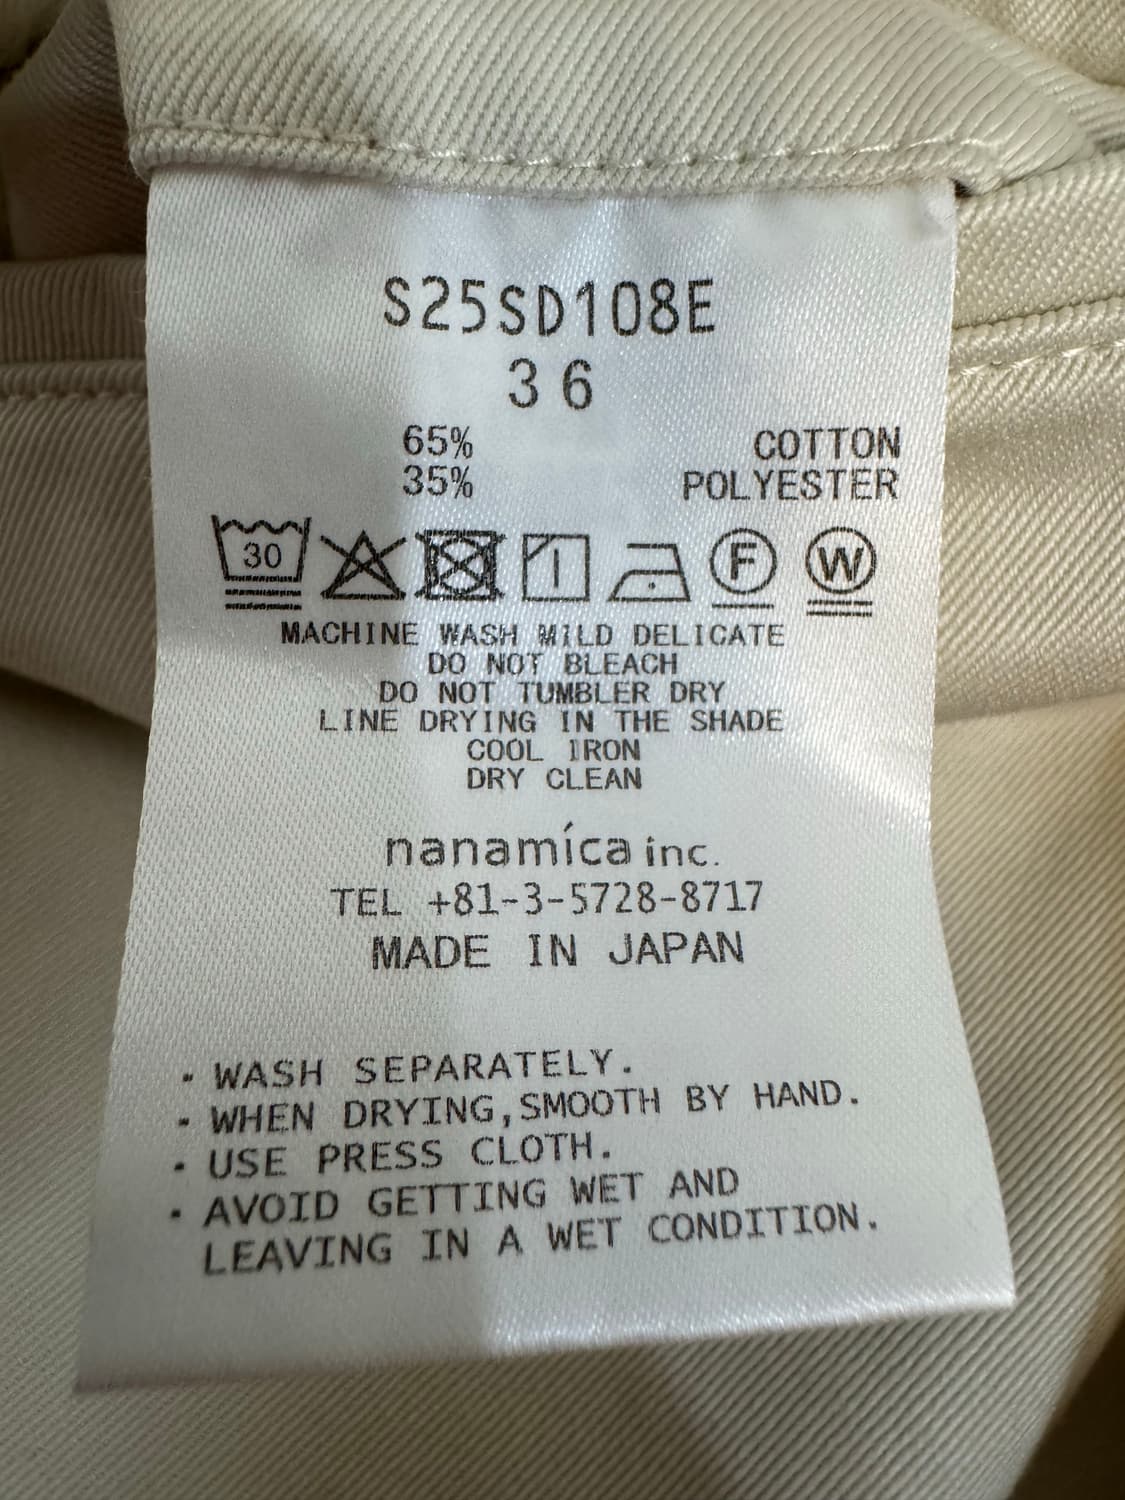 S25SD108E
36
65% COTTON
35% POLYESTER
30 F W
MACHINE WASH MILD DELICATE
DO NOT BLEACH
DO NOT TUMBLER DRY
LINE DRYING IN THE SHADE
COOL IRON
DRY CLEAN
nanamíca inc.
TEL +81-3-5728-8717
MADE IN JAPAN
・WASH SEPARATELY.
・WHEN DRYING,SMOOTH BY HAND.
・USE PRESS CLOTH.
・AVOID GETTING WET AND
LEAVING IN A WET CONDITION.